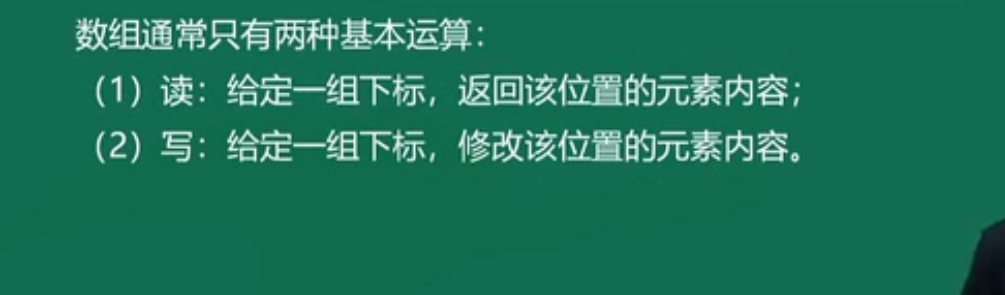 数组通常只有两种基本运算：
（1）读：给定一组下标，返回该位置的元素内容；
（2）写：给定一组下标，修改该位置的元素内容。